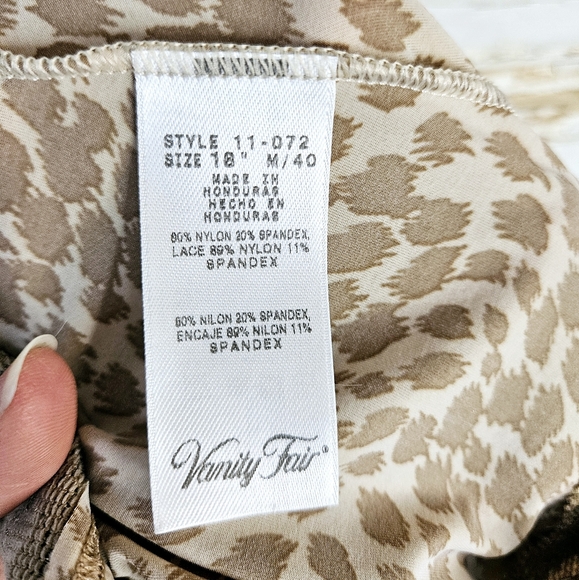 STYLE 11-072
SIZE 18" M/40
MADE IN
HONDURAS
HECHO EN
HONDURAS
80% NYLON 20% SPANDEX,
LACE 89% NYLON 11%
SPANDEX
80% NILON 20% SPANDEX,
ENCAJE 89% NILON 11%
SPANDEX
Vanity Fair®